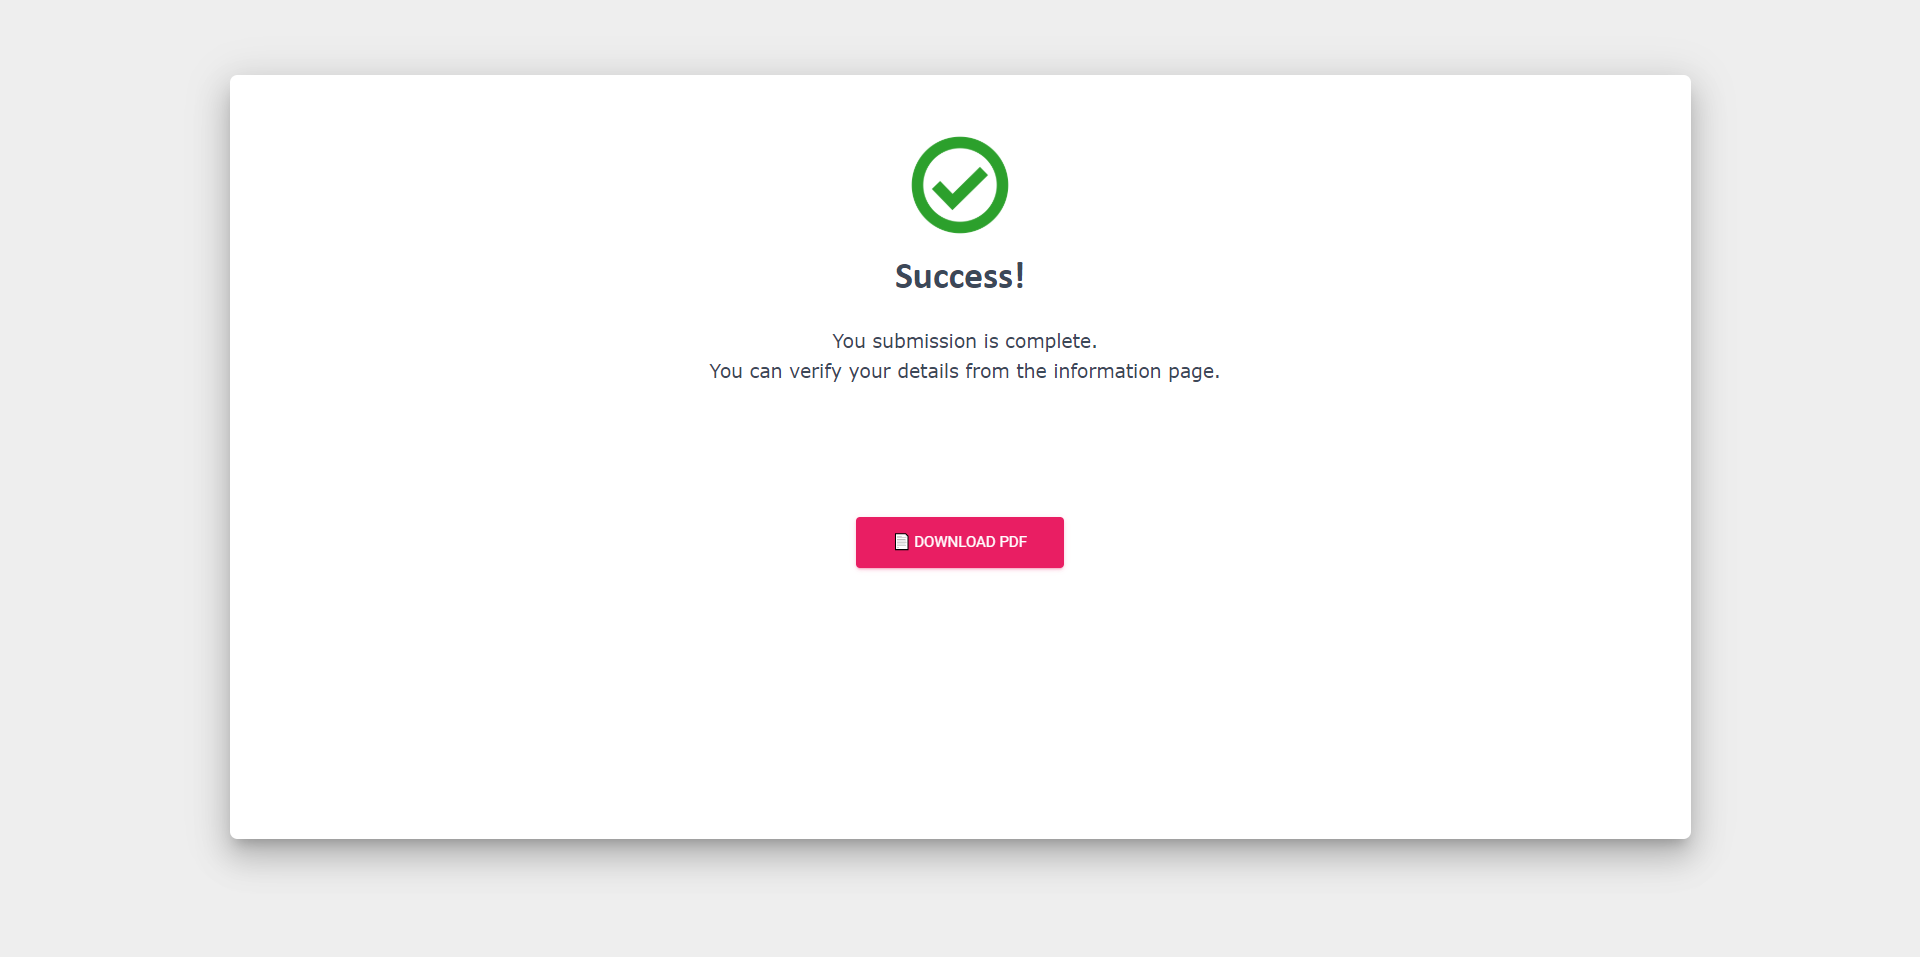 Success!
You submission is complete.
You can verify your details from the information page.
DOWNLOAD PDF